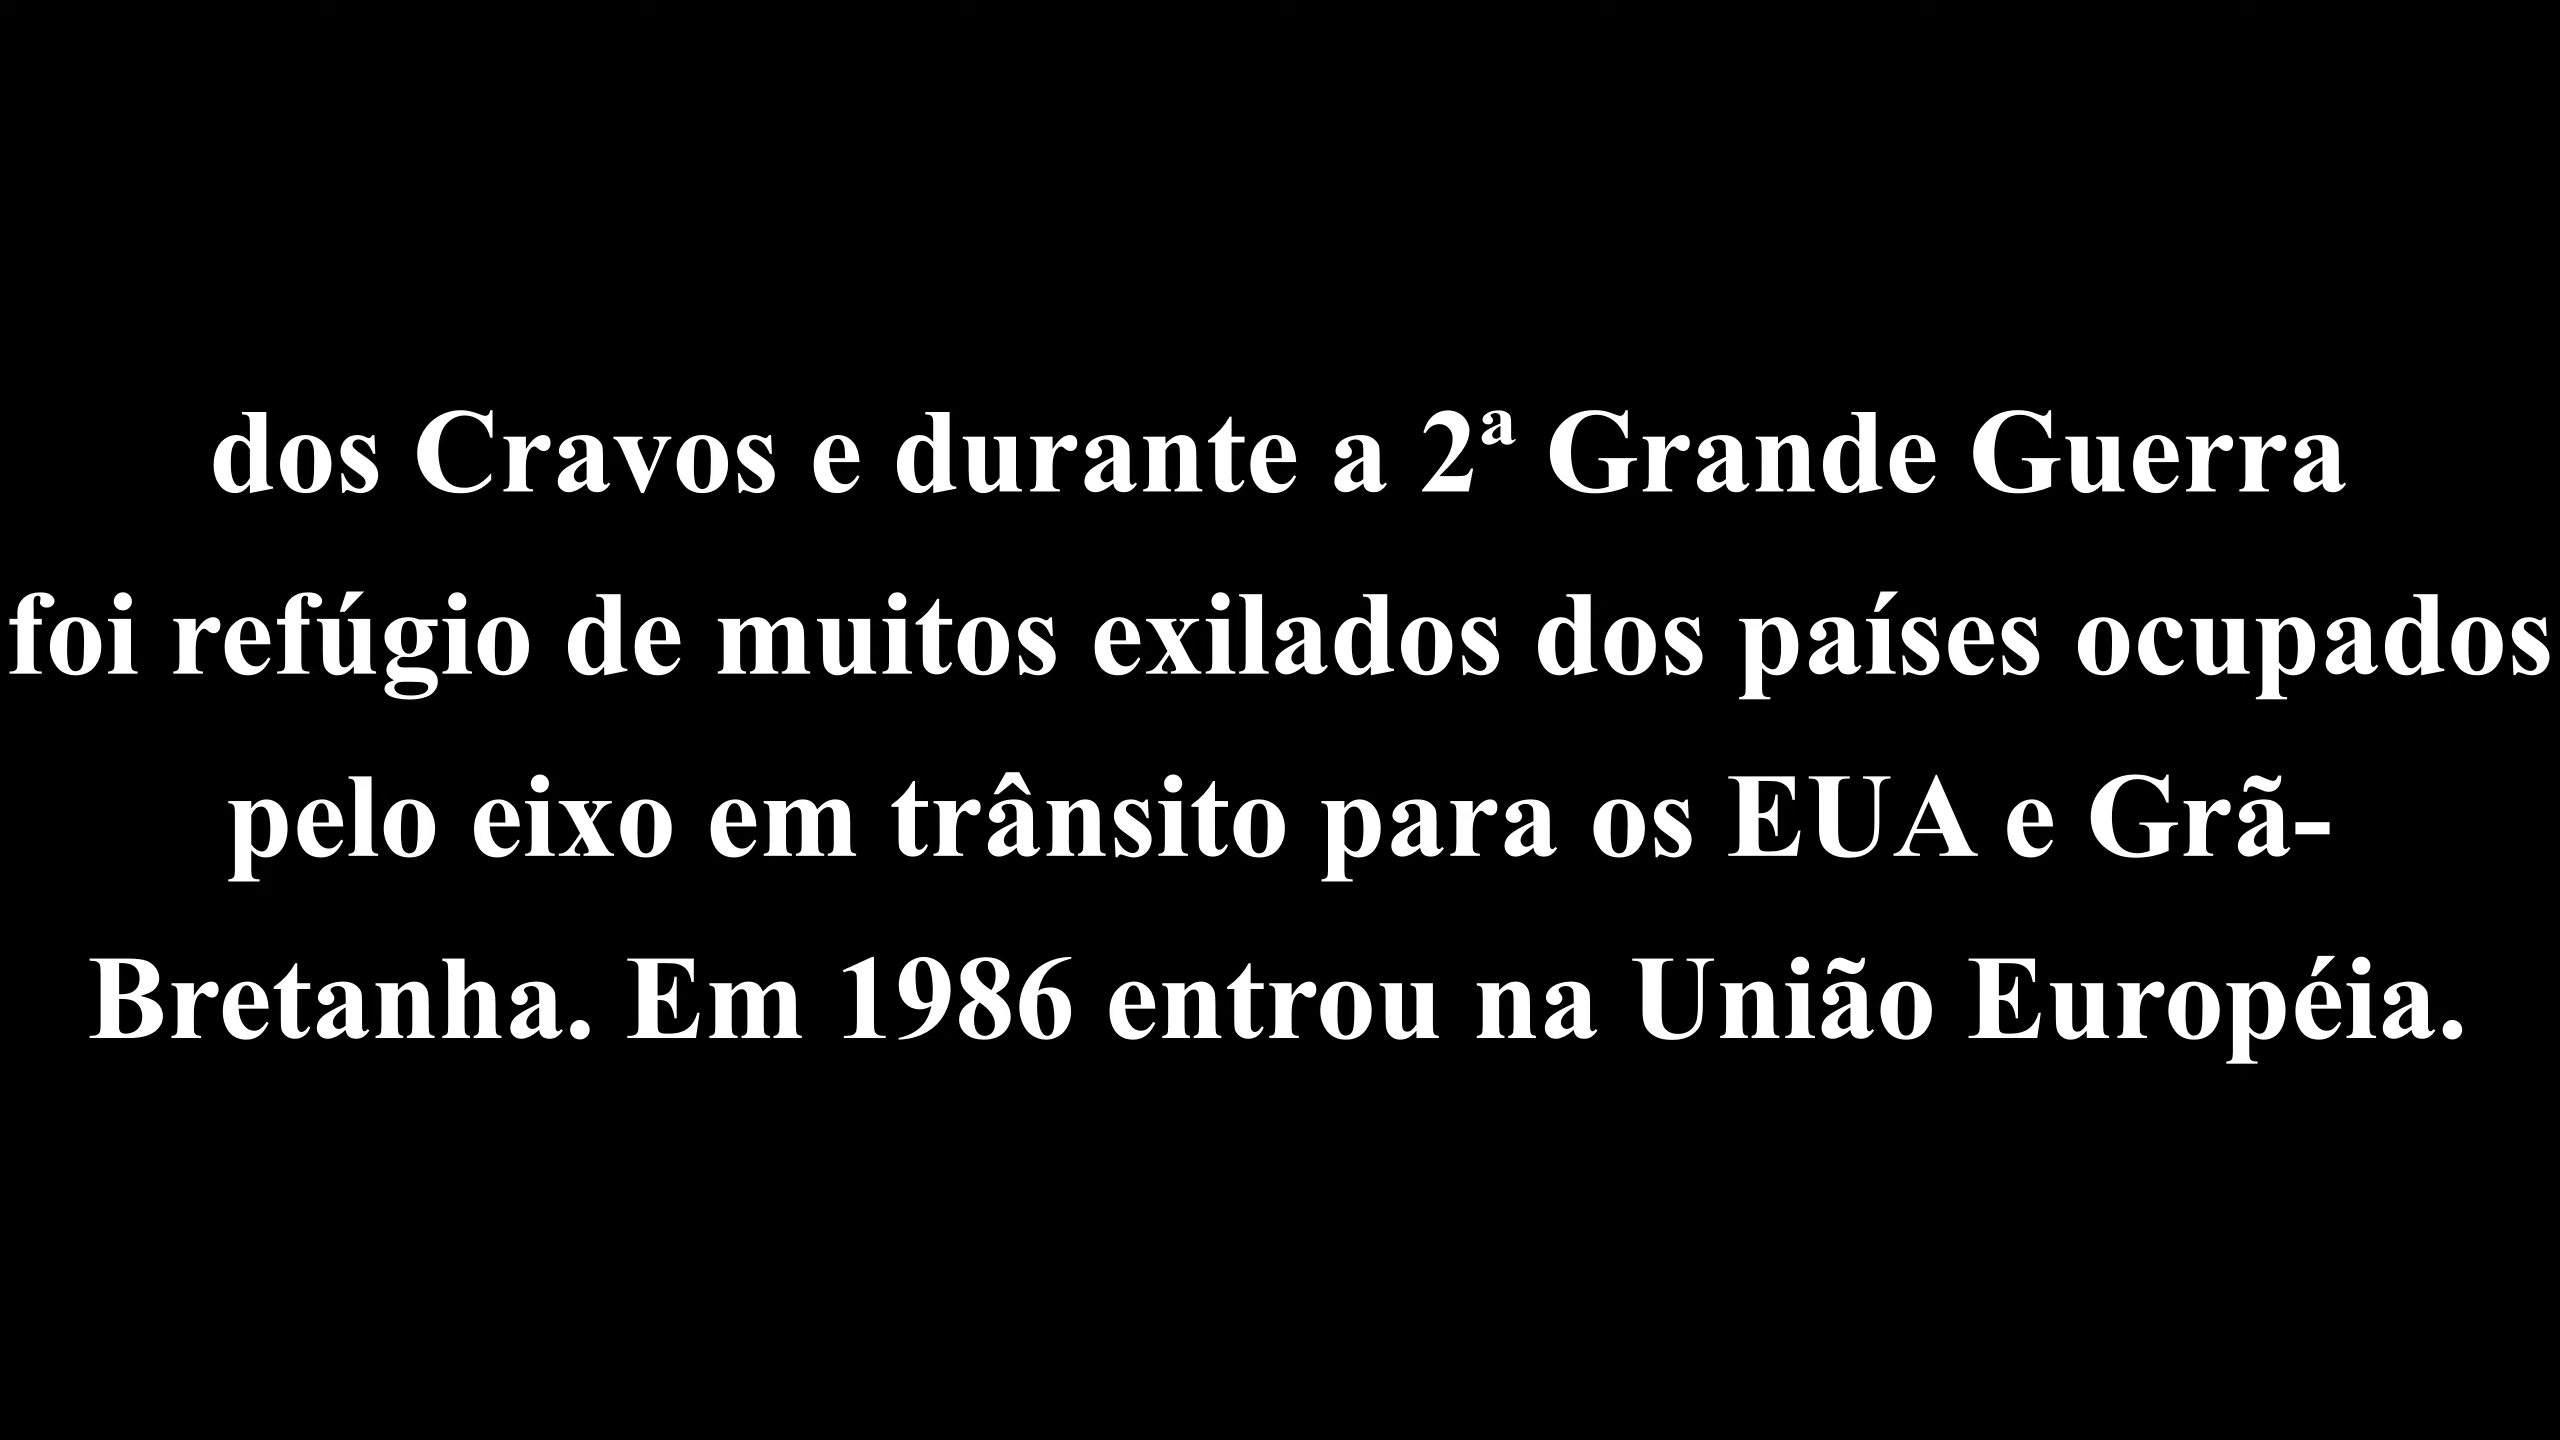 dos Cravos e durante a 2ª Grande Guerra
foi refúgio de muitos exilados dos países ocupados
pelo eixo em trânsito para os EUA e Grã-
Bretanha. Em 1986 entrou na União Européia.